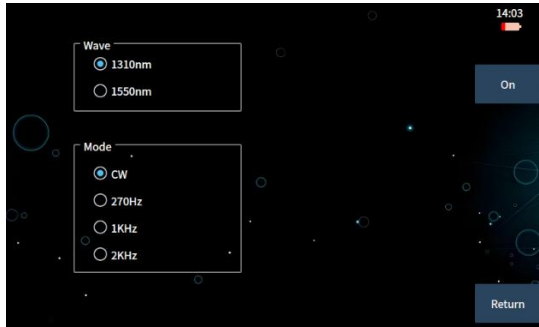 14:03
Wave
1310nm
1550nm
On
Mode
CW
270Hz
1KHz
2KHz
Return